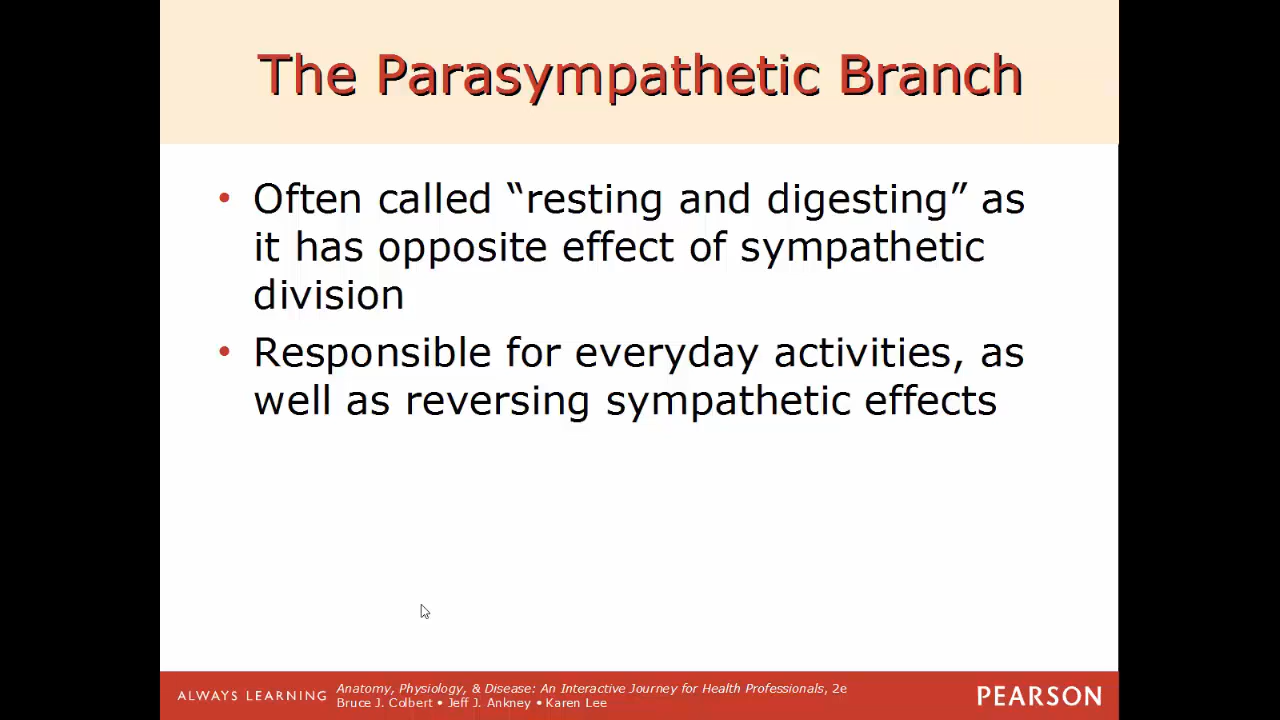 The Parasympathetic Branch
• Often called “resting and digesting” as
it has opposite effect of sympathetic
division
• Responsible for everyday activities, as
well as reversing sympathetic effects
ALWAYS LEARNING
Anatomy, Physiology, & Disease: An Interactive Journey for Health Professionals, 2e
Bruce J. Colbert • Jeff J. Ankney • Karen Lee
PEARSON